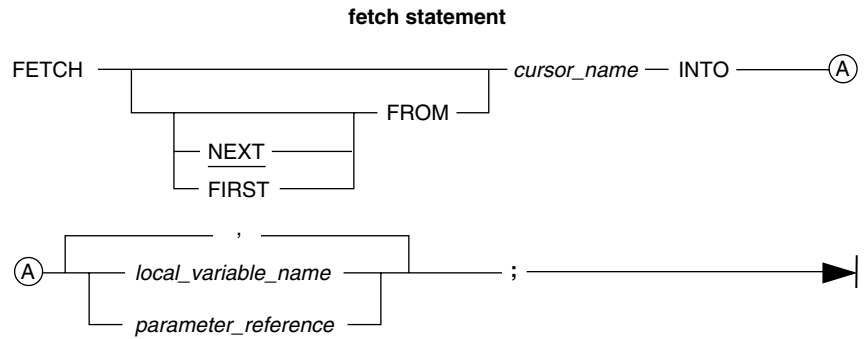 fetch statement
FETCH cursor_name INTO A
FROM
NEXT
FIRST
,
A local_variable_name ;
parameter_reference